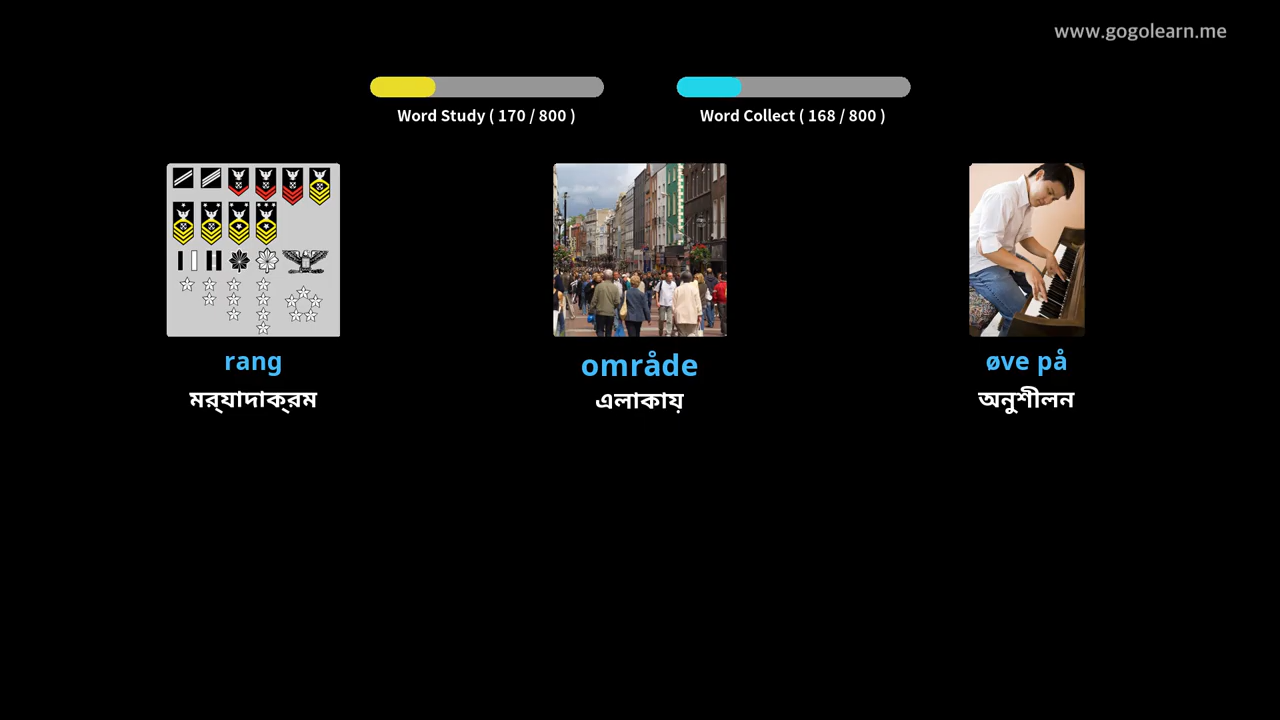 www.gogolearn.me
Word Study ( 170 / 800 )
Word Collect ( 168 / 800 )
rang
område
øve på
মর্যাদাক্রম
এলাকায়
অনুশীলন